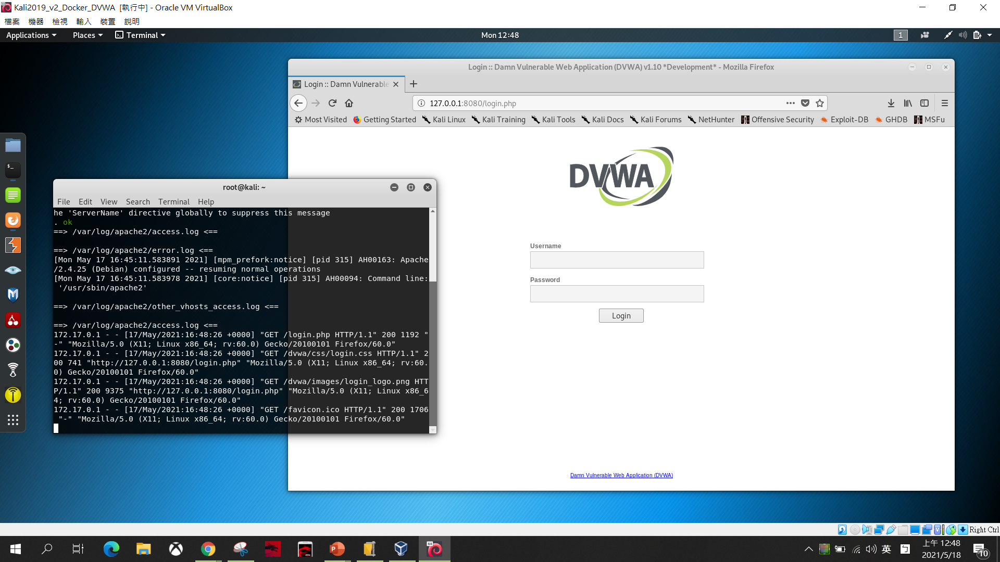 Kali2019_v2_Docker_DVWA [執行中] - Oracle VM VirtualBox
檔案 機器 檢視 輸入 裝置 說明
Applications Places Terminal Mon 12:48 1
Login :: Damn Vulnerable Web Application (DVWA) v1.10 *Development* - Mozilla Firefox
Login :: Damn Vulnerable
127.0.0.1:8080/login.php
Most Visited Getting Started Kali Linux Kali Training Kali Tools Kali Docs Kali Forums NetHunter Offensive Security Exploit-DB GHDB MSFu
DVWA
Username
Password
Login
Damn Vulnerable Web Application (DVWA)
root@kali: ~
File Edit View Search Terminal Help
he 'ServerName' directive globally to suppress this message
. ok
==> /var/log/apache2/access.log <==
==> /var/log/apache2/error.log <==
[Mon May 17 16:45:11.583891 2021] [mpm_prefork:notice] [pid 315] AH00163: Apache
/2.4.25 (Debian) configured -- resuming normal operations
[Mon May 17 16:45:11.583978 2021] [core:notice] [pid 315] AH00094: Command line:
'/usr/sbin/apache2'
==> /var/log/apache2/other_vhosts_access.log <==
==> /var/log/apache2/access.log <==
172.17.0.1 - - [17/May/2021:16:48:26 +0000] "GET /login.php HTTP/1.1" 200 1192 "
-" "Mozilla/5.0 (X11; Linux x86_64; rv:60.0) Gecko/20100101 Firefox/60.0"
172.17.0.1 - - [17/May/2021:16:48:26 +0000] "GET /dvwa/css/login.css HTTP/1.1" 2
00 741 "http://127.0.0.1:8080/login.php" "Mozilla/5.0 (X11; Linux x86_64; rv:60.
0) Gecko/20100101 Firefox/60.0"
172.17.0.1 - - [17/May/2021:16:48:26 +0000] "GET /dvwa/images/login_logo.png HTT
P/1.1" 200 9375 "http://127.0.0.1:8080/login.php" "Mozilla/5.0 (X11; Linux x86_6
4; rv:60.0) Gecko/20100101 Firefox/60.0"
172.17.0.1 - - [17/May/2021:16:48:26 +0000] "GET /favicon.ico HTTP/1.1" 200 1706
"-" "Mozilla/5.0 (X11; Linux x86_64; rv:60.0) Gecko/20100101 Firefox/60.0"
Right Ctrl
英 ㄅ 上午 12:48
2021/5/18
10